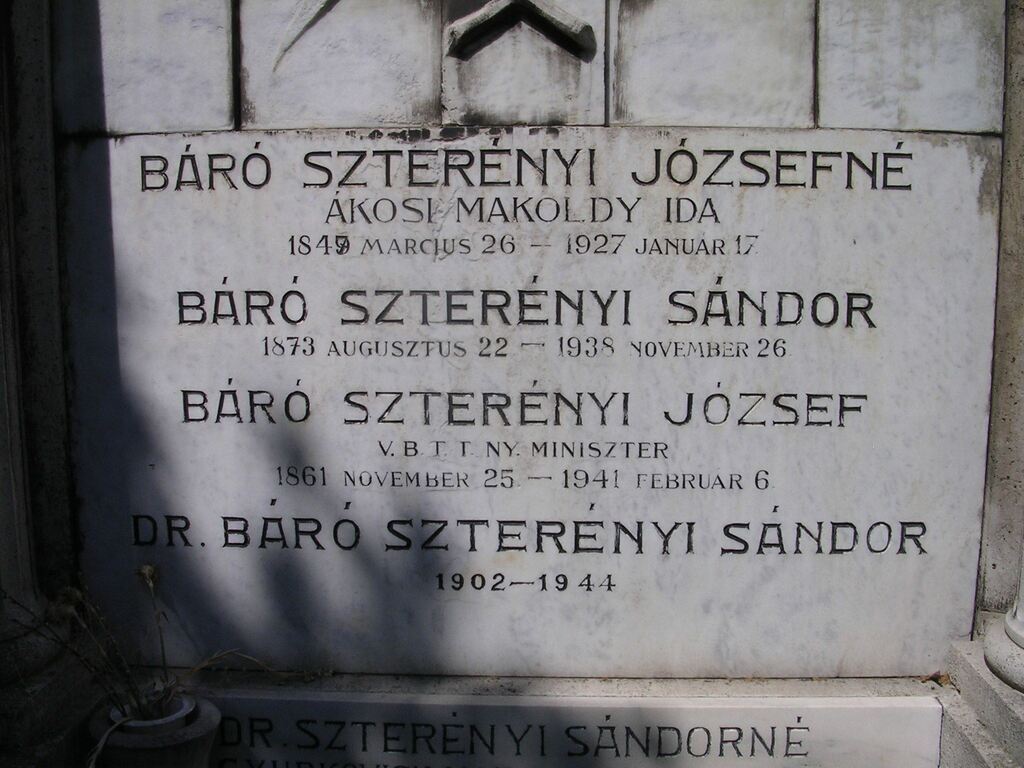 BÁRÓ SZTERÉNYI JÓZSEFNÉ
ÁKOSI MAKOLDY IDA
MARCIUS 26 – 1927 JANUAR 17.
BÁRÓ SZTERÉNYI SÁNDOR
1873 AUGUSZTUS 22 – 1938 NOVEMBER 26.
BÁRÓ SZTERÉNYI JÓZSEF
V. B. T. T. NY. MINISZTER
1861 NOVEMBER 25. – 1941 FEBRUAR 6.
DR. BÁRÓ SZTERÉNYI SÁNDOR
1902–1944
DR. SZTERÉNYI SÁNDORNÉ